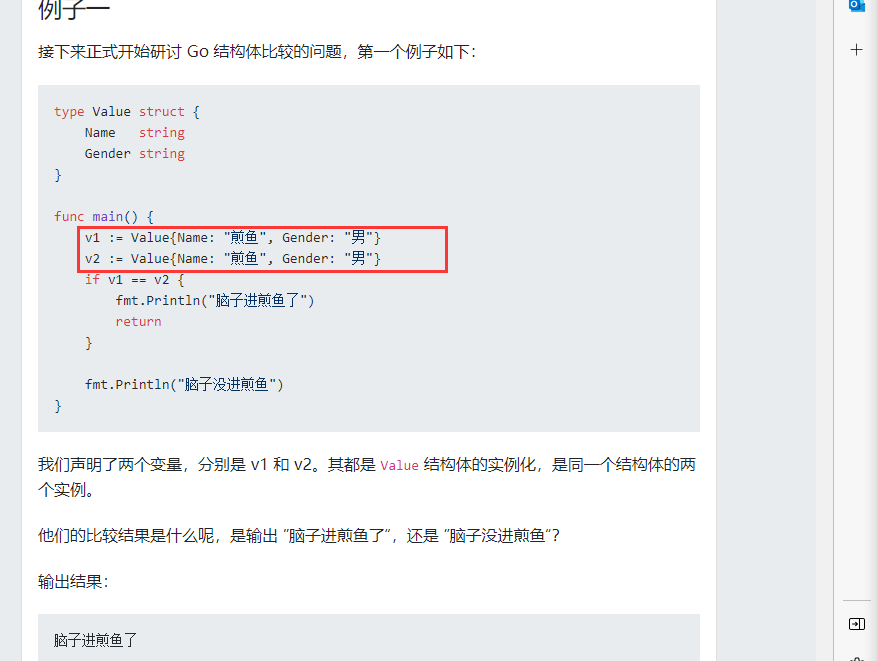 例子一
接下来正式开始研讨 Go 结构体比较的问题，第一个例子如下：
type Value struct {
    Name   string
    Gender string
}
func main() {
    v1 := Value{Name: "煎鱼", Gender: "男"}
    v2 := Value{Name: "煎鱼", Gender: "男"}
    if v1 == v2 {
        fmt.Println("脑子进煎鱼了")
        return
    }
    fmt.Println("脑子没进煎鱼")
}
我们声明了两个变量，分别是 v1 和 v2。其都是 Value 结构体的实例化，是同一个结构体的两
个实例。
他们的比较结果是什么呢，是输出 ”脑子进煎鱼了“，还是 ”脑子没进煎鱼“？
输出结果：
脑子进煎鱼了